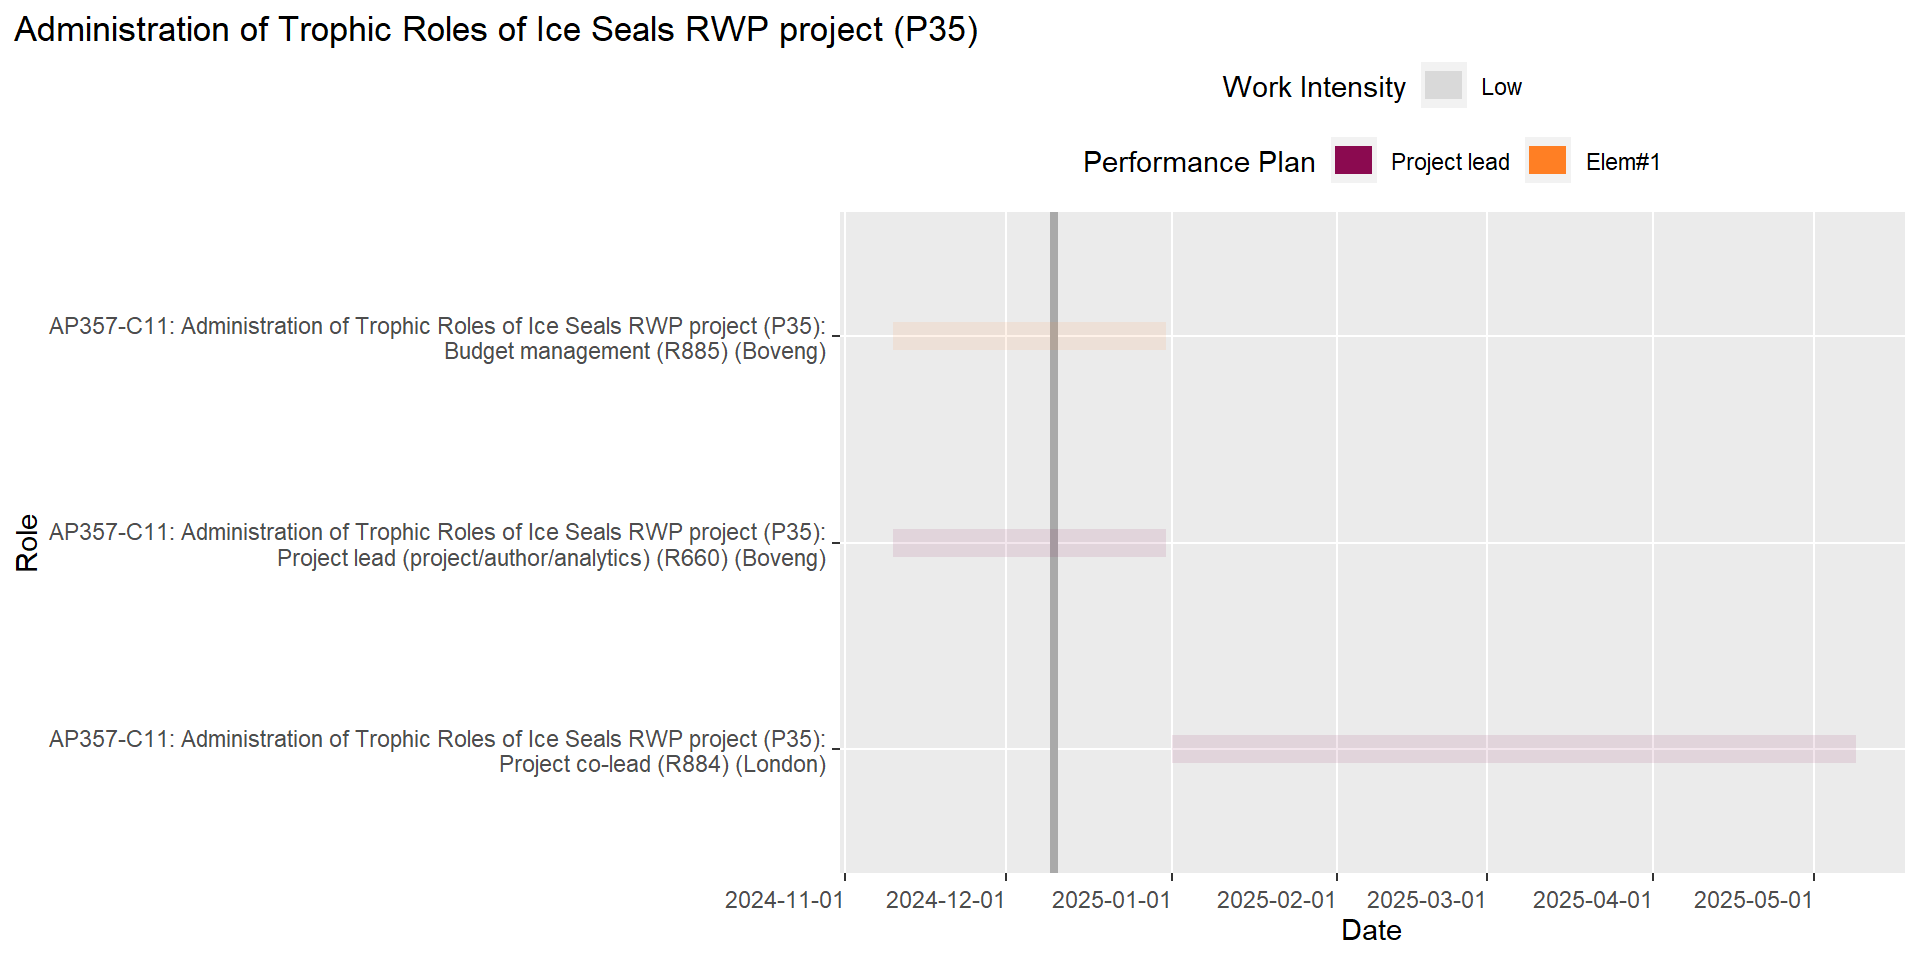 Administration of Trophic Roles of Ice Seals RWP project (P35)
Work Intensity Low
Performance Plan Project lead Elem#1
Role
AP357-C11: Administration of Trophic Roles of Ice Seals RWP project (P35):
Budget management (R885) (Boveng)
AP357-C11: Administration of Trophic Roles of Ice Seals RWP project (P35):
Project lead (project/author/analytics) (R660) (Boveng)
AP357-C11: Administration of Trophic Roles of Ice Seals RWP project (P35):
Project co-lead (R884) (London)
2024-11-01 2024-12-01 2025-01-01 2025-02-01 2025-03-01 2025-04-01 2025-05-01
Date